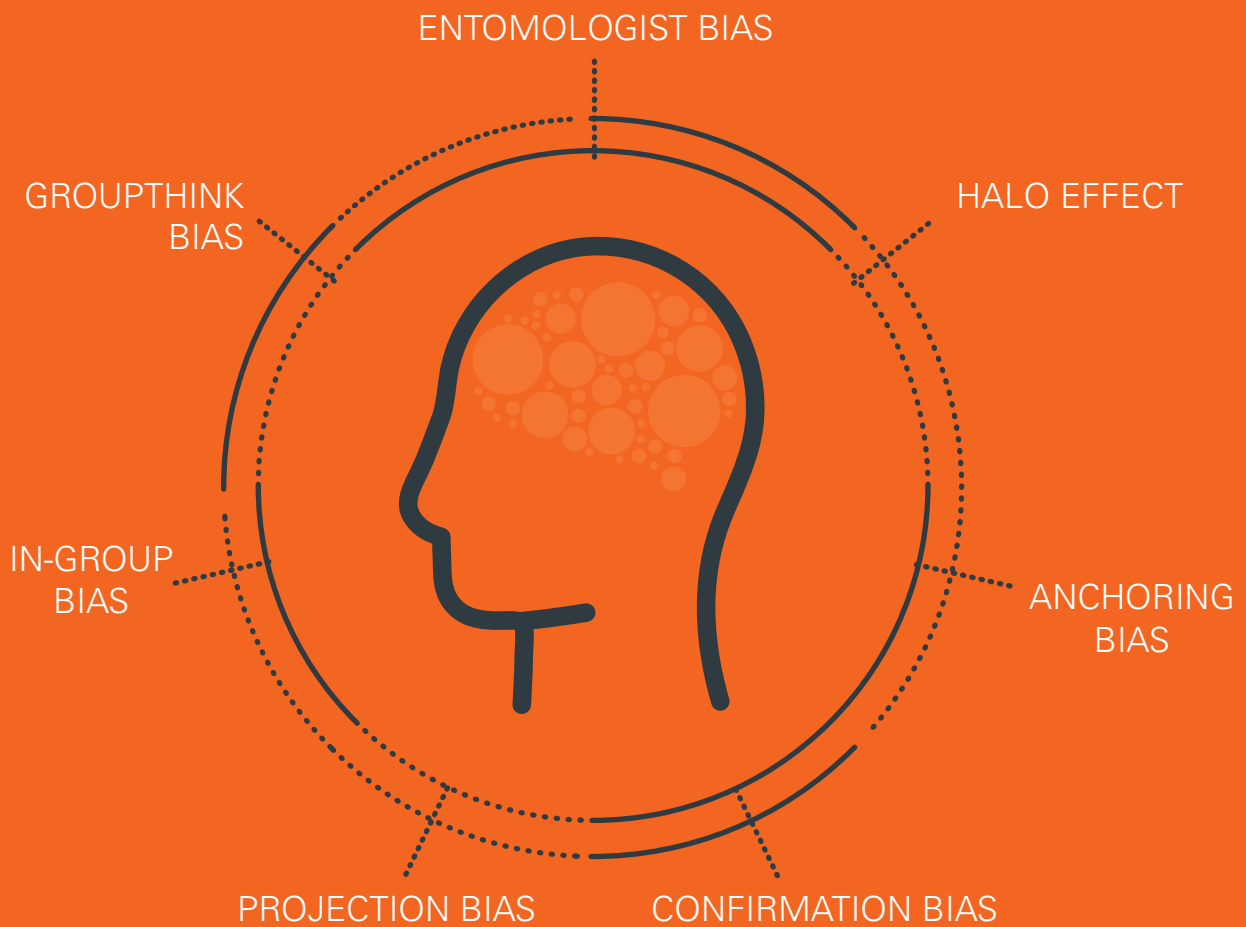 ENTOMOLOGIST BIAS
GROUPTHINK
BIAS
HALO EFFECT
IN-GROUP
BIAS
ANCHORING
BIAS
PROJECTION BIAS
CONFIRMATION BIAS